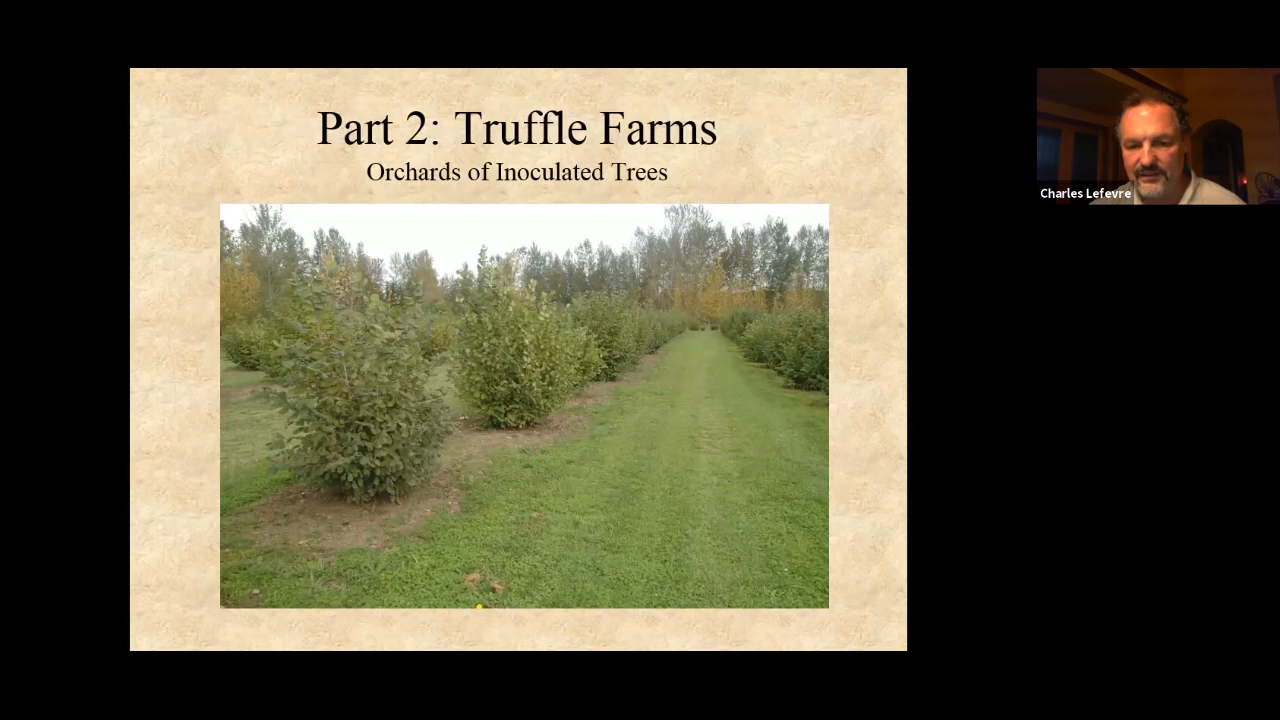 Part 2: Truffle Farms
Orchards of Inoculated Trees
Charles Lefevre